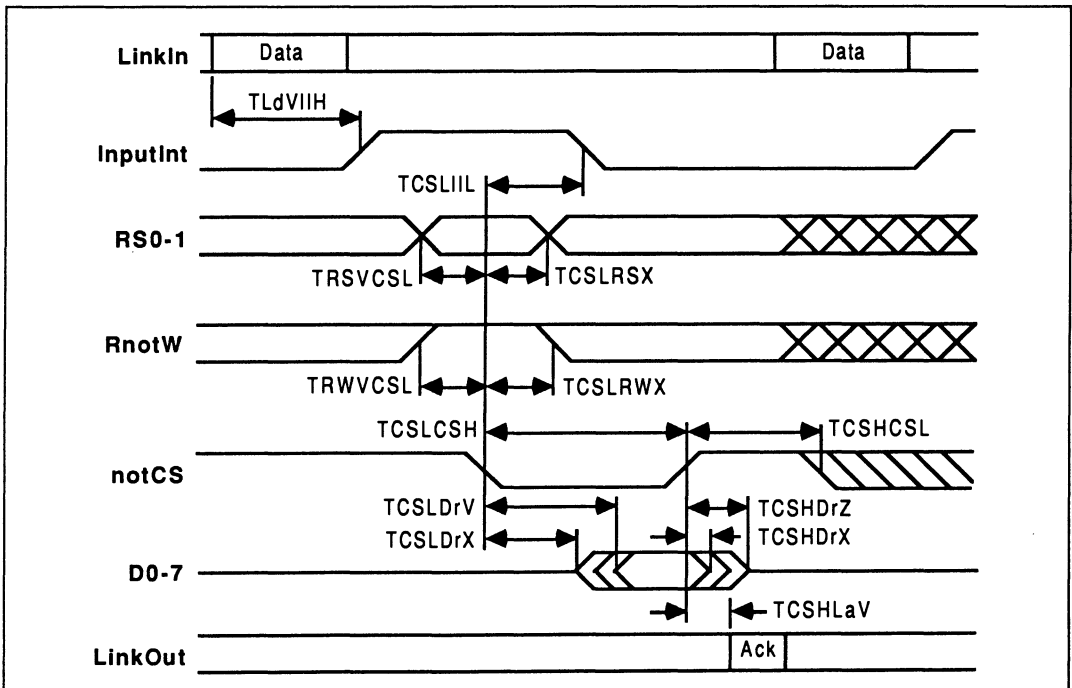 LinkIn Data Data
TLdVIIH
InputInt
TCSLIIL
RS0-1
TRSVCSL TCSLRSX
RnotW
TRWVCSL TCSLRWX
TCSLCSH TCSHCSL
notCS
TCSLDrV TCSHDrZ
TCSLDrX TCSHDrX
D0-7
TCSHLaV
LinkOut Ack